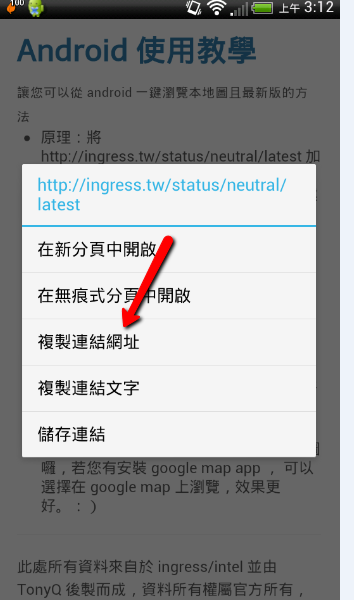 100
上午 3:12
Android 使用教學
讓您可以從 android 一鍵瀏覽本地圖且最新版的方
法
原理：將
http://ingress.tw/status/neutral/latest 加
http://ingress.tw/status/neutral/
latest
在新分頁中開啟
在無痕式分頁中開啟
複製連結網址
複製連結文字
儲存連結
囉，若您有安裝 google map app ， 可以
選擇在 google map 上瀏覽，效果更
好。：）
此處所有資料來自於 ingress/intel 並由
TonyQ 後製而成，資料所有權屬官方所有，